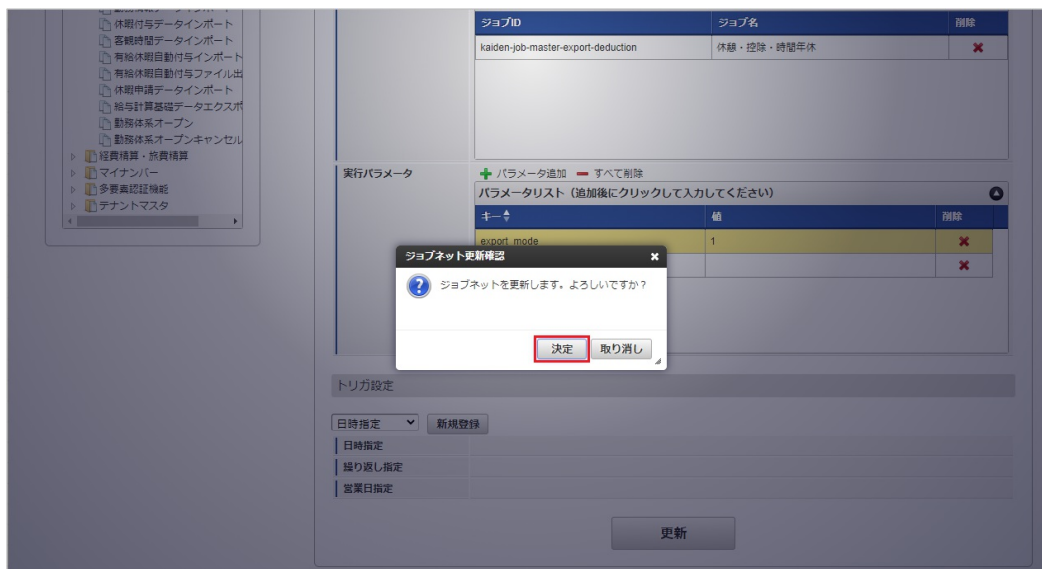 休暇付与データインポート
客観時間データインポート
有給休暇自動付与インポート
有給休暇自動付与ファイル出
休暇申請データインポート
給与計算基礎データエクスポ
勤務体系オープン
勤務体系オープンキャンセル
経費精算・旅費精算
マイナンバー
多要素認証機能
テナントマスタ
ジョブID ジョブ名 削除
kaiden-job-master-export-deduction 休憩・控除・時間年休
実行パラメータ
パラメータ追加 すべて削除
パラメータリスト（追加後にクリックして入力してください）
キー 値 削除
export_mode 1
ジョブネット更新確認
ジョブネットを更新します。よろしいですか？
決定 取り消し
トリガ設定
日時指定 新規登録
日時指定
繰り返し指定
営業日指定
更新